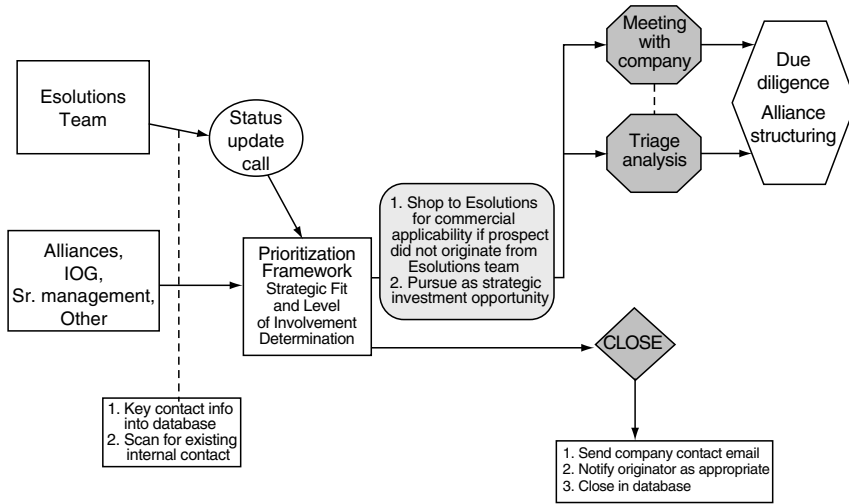 Esolutions
Team
Status
update
call
Alliances,
IOG,
Sr. management,
Other
Prioritization
Framework
Strategic Fit
and Level
of Involvement
Determination
1. Key contact info
into database
2. Scan for existing
internal contact
1. Shop to Esolutions
for commercial
applicability if prospect
did not originate from
Esolutions team
2. Pursue as strategic
investment opportunity
Meeting
with
company
Triage
analysis
Due
diligence
Alliance
structuring
CLOSE
1. Send company contact email
2. Notify originator as appropriate
3. Close in database